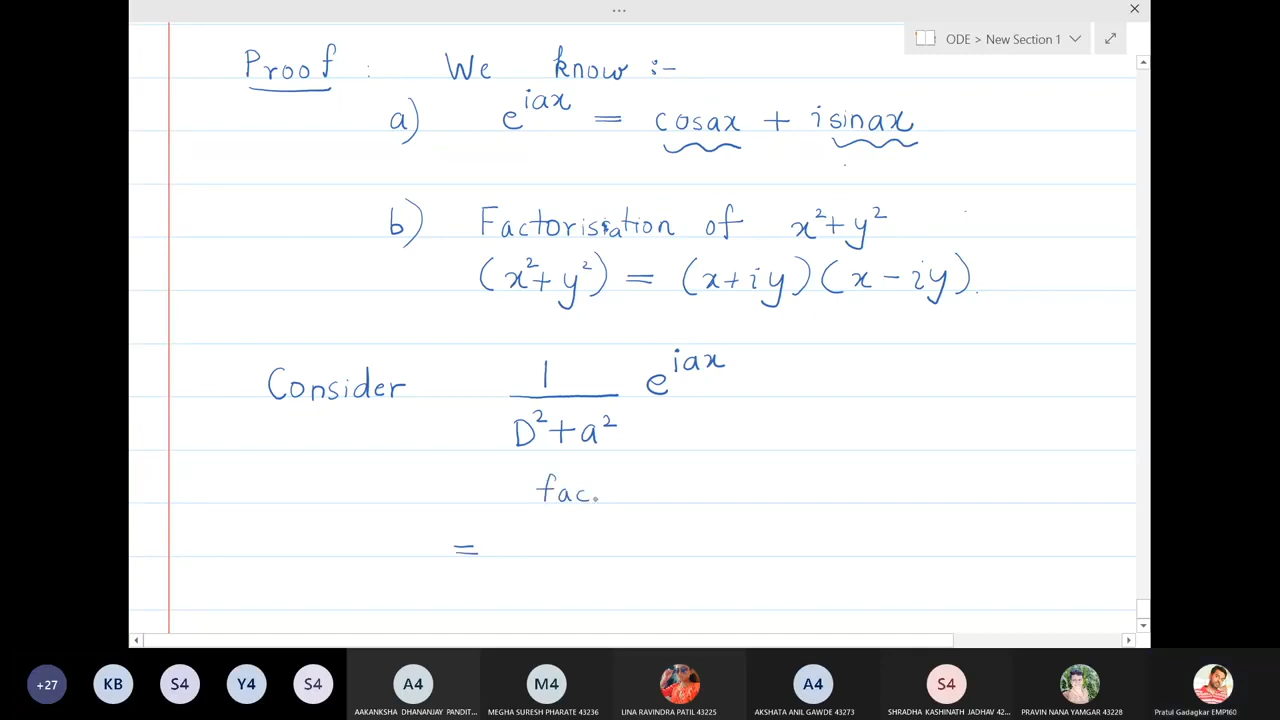 ODE > New Section 1
Proof : We know :-
a) e^{iax} = cosax + isinax
b) Factorisation of x²+y²
(x²+y²) = (x+iy)(x-iy).
Consider 1/(D²+a²) e^{iax}
fac.
=
+27 KB S4 Y4 S4 A4 M4 A4 S4
AAKANKSHA DHANANJAY PANDIT... MEGHA SURESH PHARATE 43236 LINA RAVINDRA PATIL 43225 AKSHATA ANIL GAWDE 43273 SHRADHA KASHINATH JADHAV 42... PRAVIN NANA YAMGAR 43228 Pratul Gadagkar EMP160